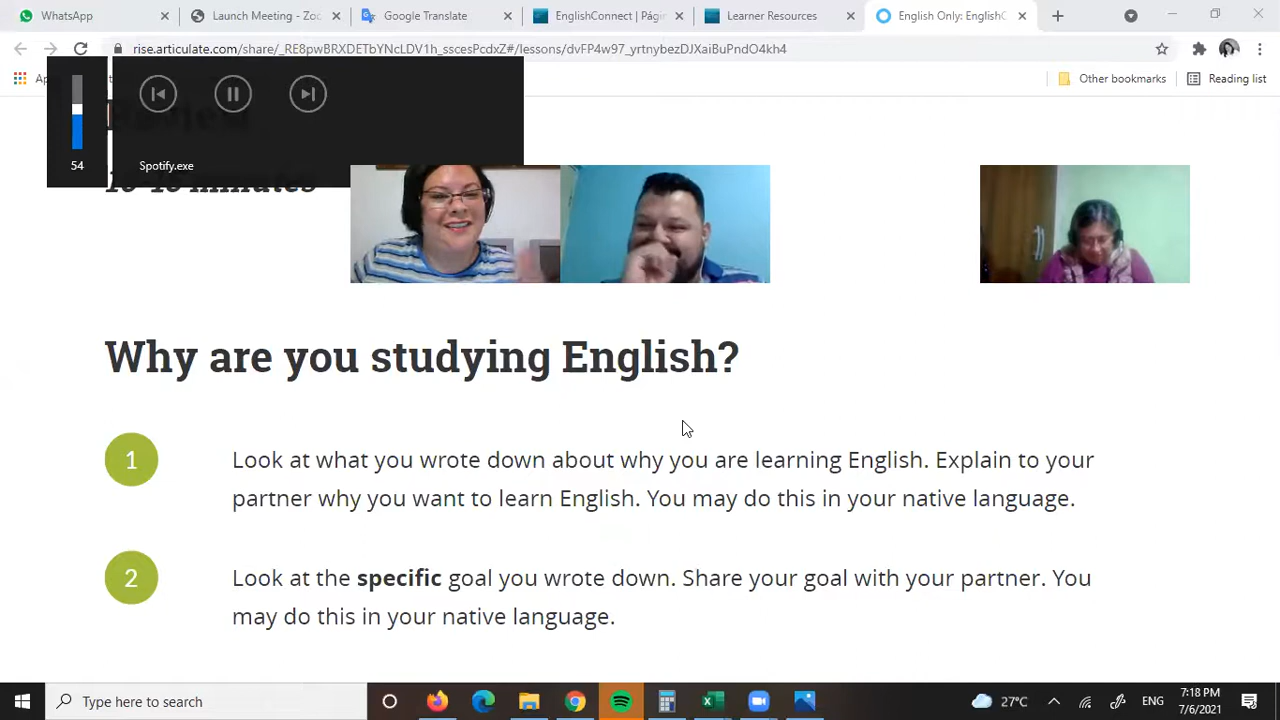 WhatsApp
Launch Meeting - Zoo
Google Translate
EnglishConnect | Pági
Learner Resources
English Only: EnglishC
rise.articulate.com/share/_RE8pwBRXDETbYNcLDV1h_sscesPcdxZ#/lessons/dvFP4w97_yrtnybezDJXaiBuPndO4kh4
Ap
Other bookmarks
Reading list
54
Spotify.exe
minutes
Why are you studying English?
1
Look at what you wrote down about why you are learning English. Explain to your
partner why you want to learn English. You may do this in your native language.
2
Look at the specific goal you wrote down. Share your goal with your partner. You
may do this in your native language.
Type here to search
27°C
ENG
7:18 PM
7/6/2021